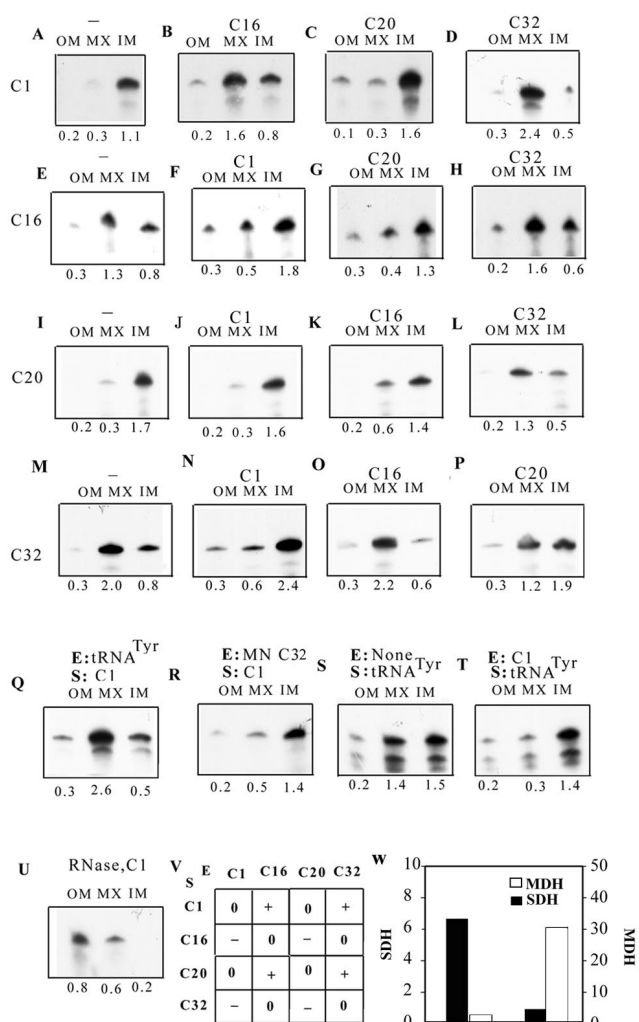 A – OM MX IM
B C16 OM MX IM
C C20 OM MX IM
D C32 OM MX IM
C1
0.2 0.3 1.1
0.2 1.6 0.8
0.1 0.3 1.6
0.3 2.4 0.5
E – OM MX IM
F C1 OM MX IM
G C20 OM MX IM
H C32 OM MX IM
C16
0.3 1.3 0.8
0.3 0.5 1.8
0.3 0.4 1.3
0.2 1.6 0.6
I – OM MX IM
J C1 OM MX IM
K C16 OM MX IM
L C32 OM MX IM
C20
0.2 0.3 1.7
0.2 0.3 1.6
0.2 0.6 1.4
0.2 1.3 0.5
M – OM MX IM
N C1 OM MX IM
O C16 OM MX IM
P C20 OM MX IM
C32
0.3 2.0 0.8
0.3 0.6 2.4
0.3 2.2 0.6
0.3 1.2 1.9
Q
E:tRNA Tyr
S: C1
OM MX IM
0.3 2.6 0.5
R
E:MN C32
S:C1
OM MX IM
0.2 0.5 1.4
S
E:None
S:tRNA Tyr
OM MX IM
0.2 1.4 1.5
T
E: C1
S:tRNA Tyr
OM MX IM
0.2 0.3 1.4
U RNase,C1
OM MX IM
0.8 0.6 0.2
V
S E C1 C16 C20 C32
C1 0 + 0 +
C16 – 0 – 0
C20 0 + 0 +
C32 – 0 – 0
W
10
8
6
4
2
0
SDH
MDH
SDH
50
40
30
20
10
0
MDH